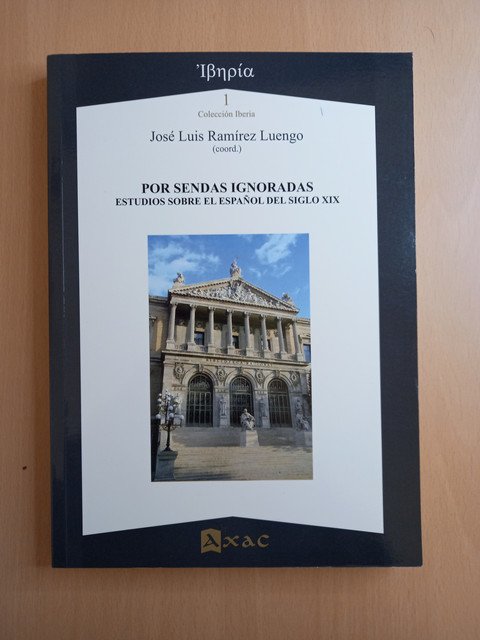 Ἰβηρία
1
Colección Iberia
José Luis Ramírez Luengo
(coord.)
POR SENDAS IGNORADAS
ESTUDIOS SOBRE EL ESPAÑOL DEL SIGLO XIX
Axac